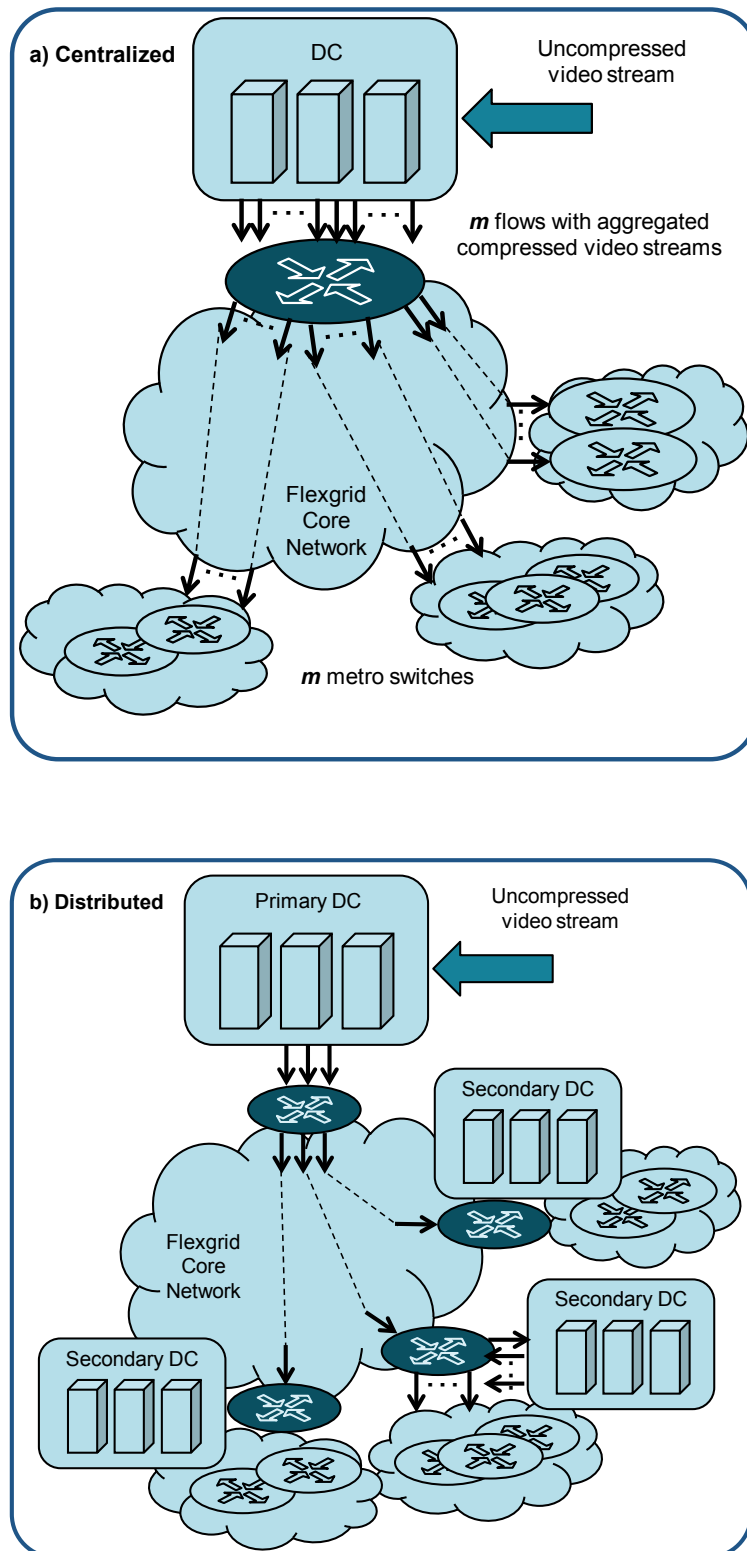 a) Centralized
DC
Uncompressed
video stream
m flows with aggregated
compressed video streams
Flexgrid
Core
Network
m metro switches
b) Distributed
Primary DC
Uncompressed
video stream
Secondary DC
Flexgrid
Core
Network
Secondary DC
Secondary DC